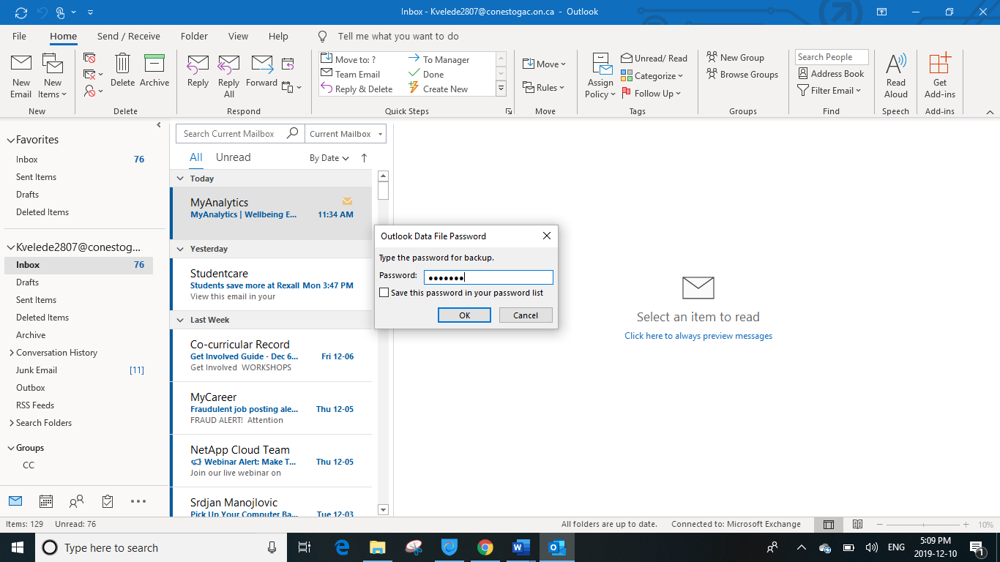 Inbox - Kvelede2807@conestogac.on.ca - Outlook
File Home Send / Receive Folder View Help Tell me what you want to do
New Email
New Items
New
Delete
Archive
Delete
Reply
Reply All
Forward
Respond
Move to: ?
To Manager
Team Email
Done
Reply & Delete
Create New
Quick Steps
Move
Rules
Move
Assign Policy
Unread/ Read
Categorize
Follow Up
Tags
New Group
Browse Groups
Groups
Search People
Address Book
Filter Email
Find
Read Aloud
Speech
Get Add-ins
Add-ins
Favorites
Inbox 76
Sent Items
Drafts
Deleted Items
Kvelede2807@conestog...
Inbox 76
Drafts
Sent Items
Deleted Items
Archive
Conversation History
Junk Email [11]
Outbox
RSS Feeds
Search Folders
Groups
CC
Search Current Mailbox Current Mailbox
All Unread By Date
Today
MyAnalytics
MyAnalytics | Wellbeing E... 11:34 AM
Yesterday
Studentcare
Students save more at Rexall Mon 3:47 PM
View this email in your
Last Week
Co-curricular Record
Get Involved Guide - Dec 6... Fri 12-06
Get Involved WORKSHOPS
MyCareer
Fraudulent job posting ale... Thu 12-05
FRAUD ALERT! Attention
NetApp Cloud Team
Webinar Alert: Make T... Thu 12-05
Join our live webinar on
Srdjan Manojlovic
Pick Up Your Computer Ba... Tue 12-03
Outlook Data File Password
Type the password for backup.
Password:
Save this password in your password list
OK Cancel
Select an item to read
Click here to always preview messages
Items: 129 Unread: 76 All folders are up to date. Connected to: Microsoft Exchange 10%
Type here to search
ENG
5:09 PM
2019-12-10
1